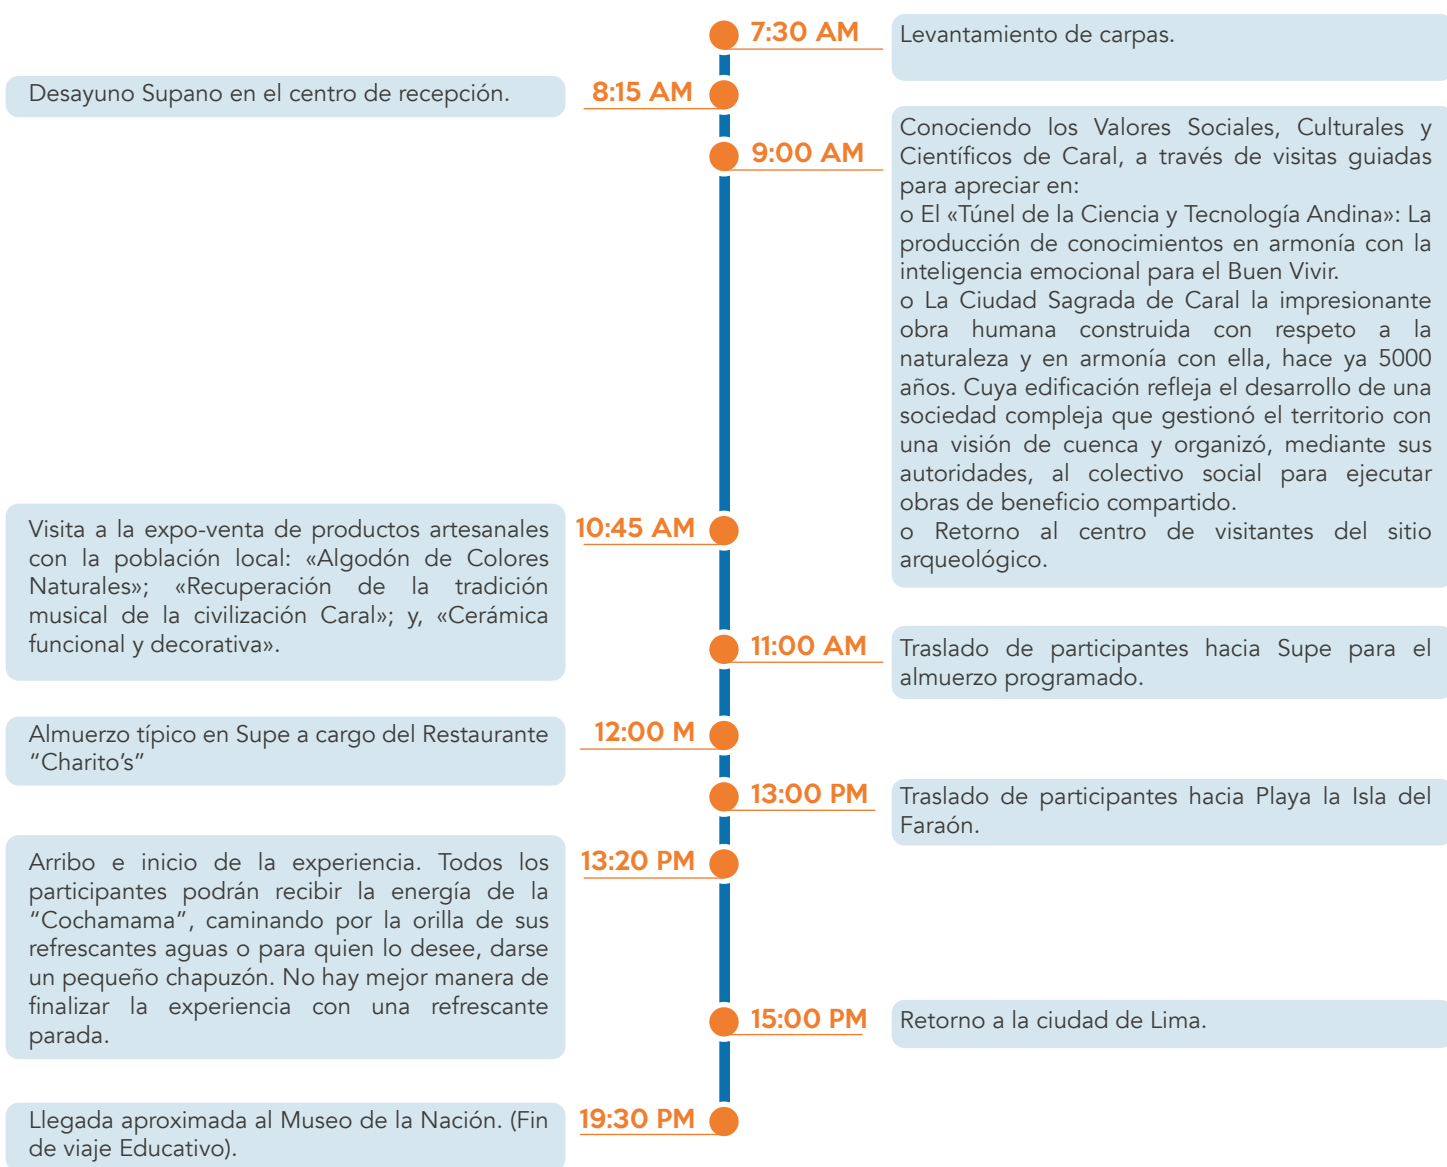 7:30 AM
Levantamiento de carpas.
8:15 AM
Desayuno Supano en el centro de recepción.
9:00 AM
Conociendo los Valores Sociales, Culturales y
Científicos de Caral, a través de visitas guiadas
para apreciar en:
o El «Túnel de la Ciencia y Tecnología Andina»: La
producción de conocimientos en armonía con la
inteligencia emocional para el Buen Vivir.
o La Ciudad Sagrada de Caral la impresionante
obra humana construida con respeto a la
naturaleza y en armonía con ella, hace ya 5000
años. Cuya edificación refleja el desarrollo de una
sociedad compleja que gestionó el territorio con
una visión de cuenca y organizó, mediante sus
autoridades, al colectivo social para ejecutar
obras de beneficio compartido.
o Retorno al centro de visitantes del sitio
arqueológico.
10:45 AM
Visita a la expo-venta de productos artesanales
con la población local: «Algodón de Colores
Naturales»; «Recuperación de la tradición
musical de la civilización Caral»; y, «Cerámica
funcional y decorativa».
11:00 AM
Traslado de participantes hacia Supe para el
almuerzo programado.
12:00 M
Almuerzo típico en Supe a cargo del Restaurante
"Charito's"
13:00 PM
Traslado de participantes hacia Playa la Isla del
Faraón.
13:20 PM
Arribo e inicio de la experiencia. Todos los
participantes podrán recibir la energía de la
"Cochamama", caminando por la orilla de sus
refrescantes aguas o para quien lo desee, darse
un pequeño chapuzón. No hay mejor manera de
finalizar la experiencia con una refrescante
parada.
15:00 PM
Retorno a la ciudad de Lima.
19:30 PM
Llegada aproximada al Museo de la Nación. (Fin
de viaje Educativo).